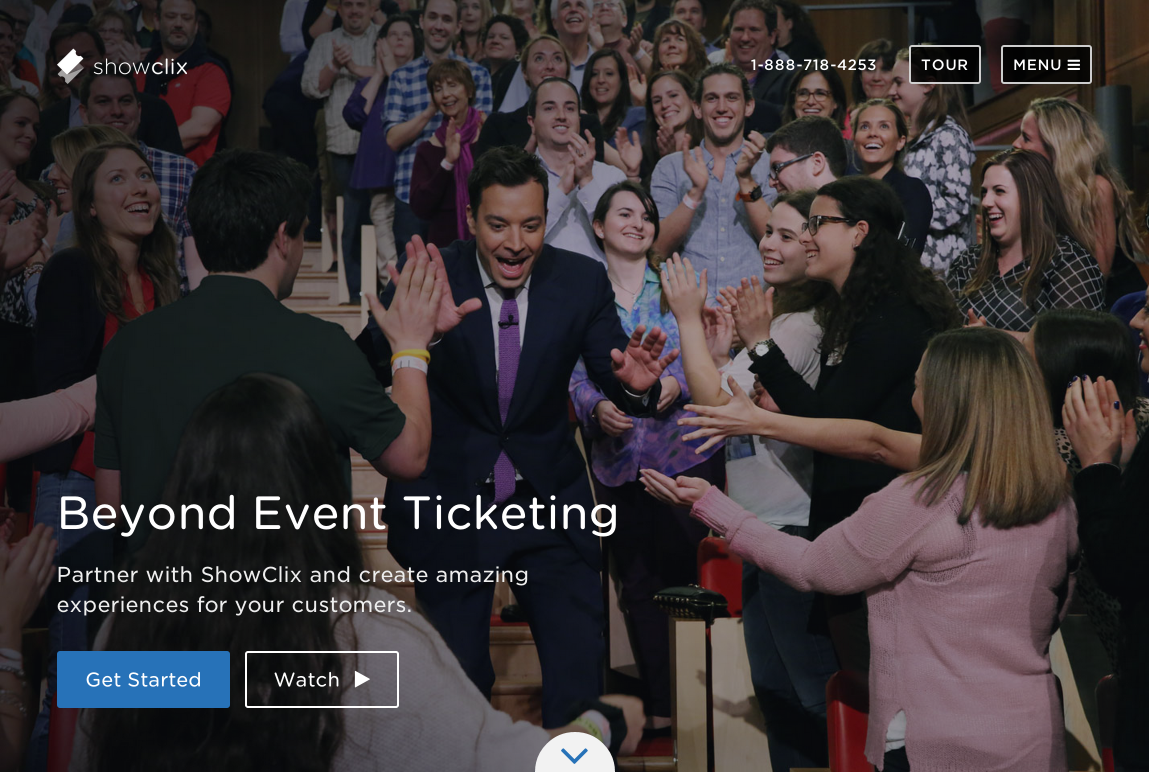 showclix
1-888-718-4253
TOUR
MENU
Beyond Event Ticketing
Partner with ShowClix and create amazing
experiences for your customers.
Get Started
Watch